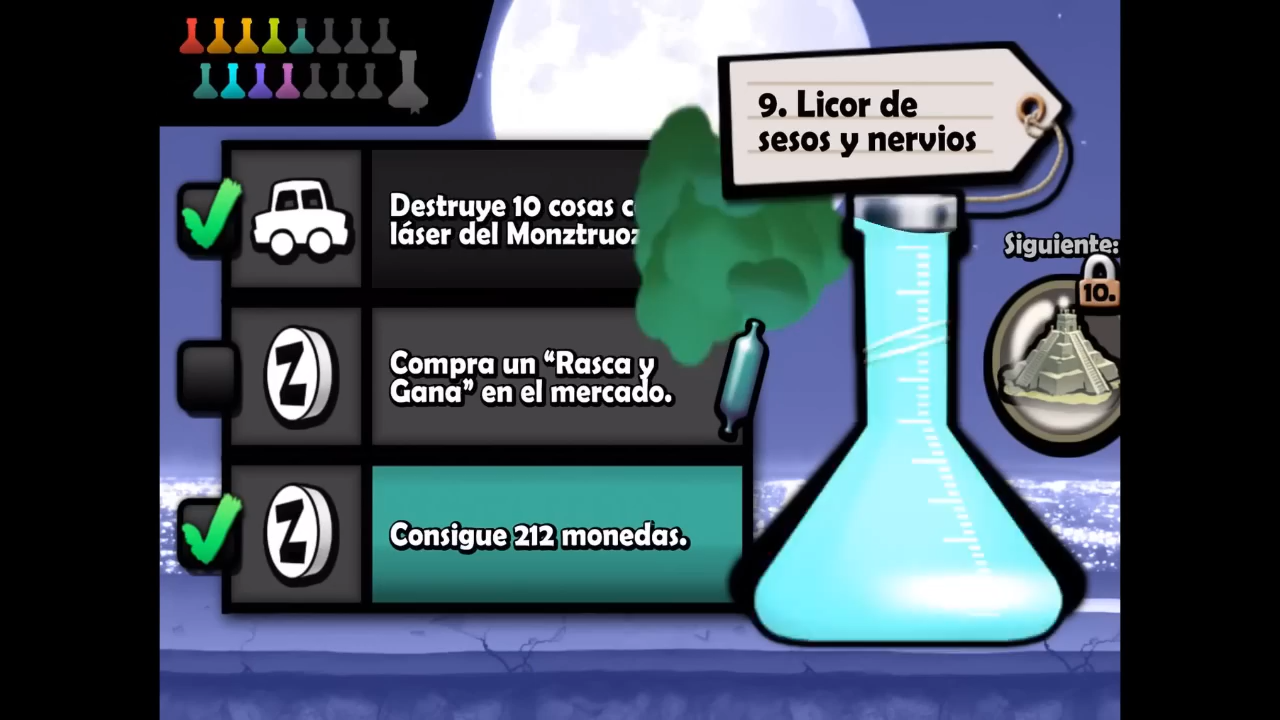 9. Licor de
sesos y nervios
Destruye 10 cosas
láser del Monztruoz
Siguiente:
10.
Z
Compra un “Rasca y
Gana” en el mercado.
Z
Consigue 212 monedas.